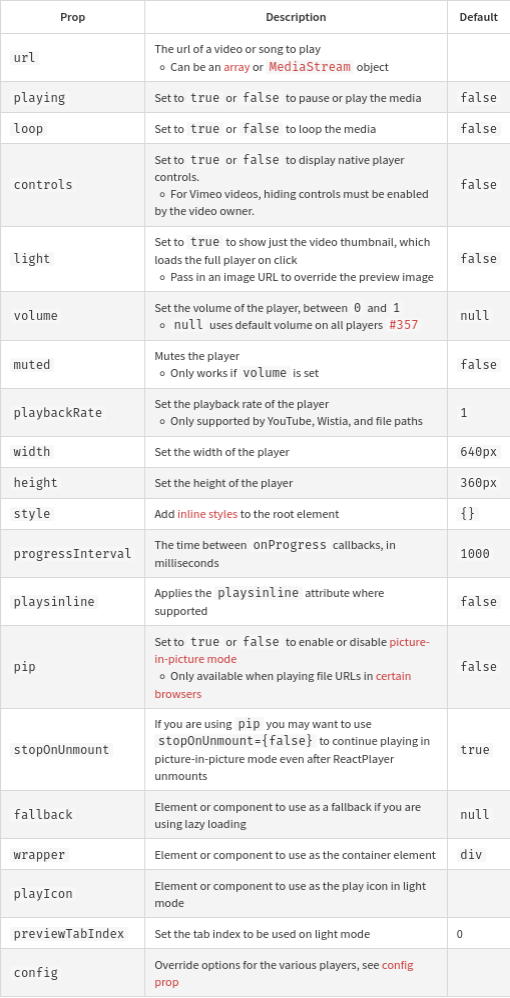 Prop Description Default
url The url of a video or song to play
◦ Can be an array or MediaStream object
playing Set to true or false to pause or play the media false
loop Set to true or false to loop the media false
controls Set to true or false to display native player
controls.
◦ For Vimeo videos, hiding controls must be enabled
by the video owner. false
light Set to true to show just the video thumbnail, which
loads the full player on click
◦ Pass in an image URL to override the preview image false
volume Set the volume of the player, between 0 and 1
◦ null uses default volume on all players #357 null
muted Mutes the player
◦ Only works if volume is set false
playbackRate Set the playback rate of the player
◦ Only supported by YouTube, Wistia, and file paths 1
width Set the width of the player 640px
height Set the height of the player 360px
style Add inline styles to the root element {}
progressInterval The time between onProgress callbacks, in
milliseconds 1000
playsinline Applies the playsinline attribute where
supported false
pip Set to true or false to enable or disable picture-
in-picture mode
◦ Only available when playing file URLs in certain
browsers false
stopOnUnmount If you are using pip you may want to use
stopOnUnmount={false} to continue playing in
picture-in-picture mode even after ReactPlayer
unmounts true
fallback Element or component to use as a fallback if you are
using lazy loading null
wrapper Element or component to use as the container element div
playIcon Element or component to use as the play icon in light
mode
previewTabIndex Set the tab index to be used on light mode 0
config Override options for the various players, see config
prop